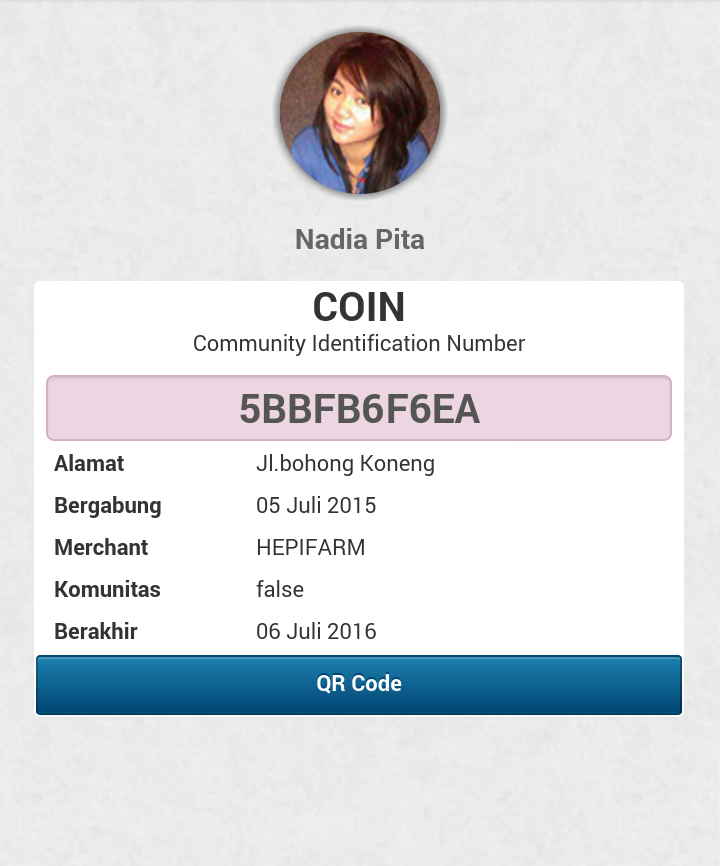 Nadia Pita
COIN
Community Identification Number
5BBFB6F6EA
Alamat Jl.bohong Koneng
Bergabung 05 Juli 2015
Merchant HEPIFARM
Komunitas false
Berakhir 06 Juli 2016
QR Code